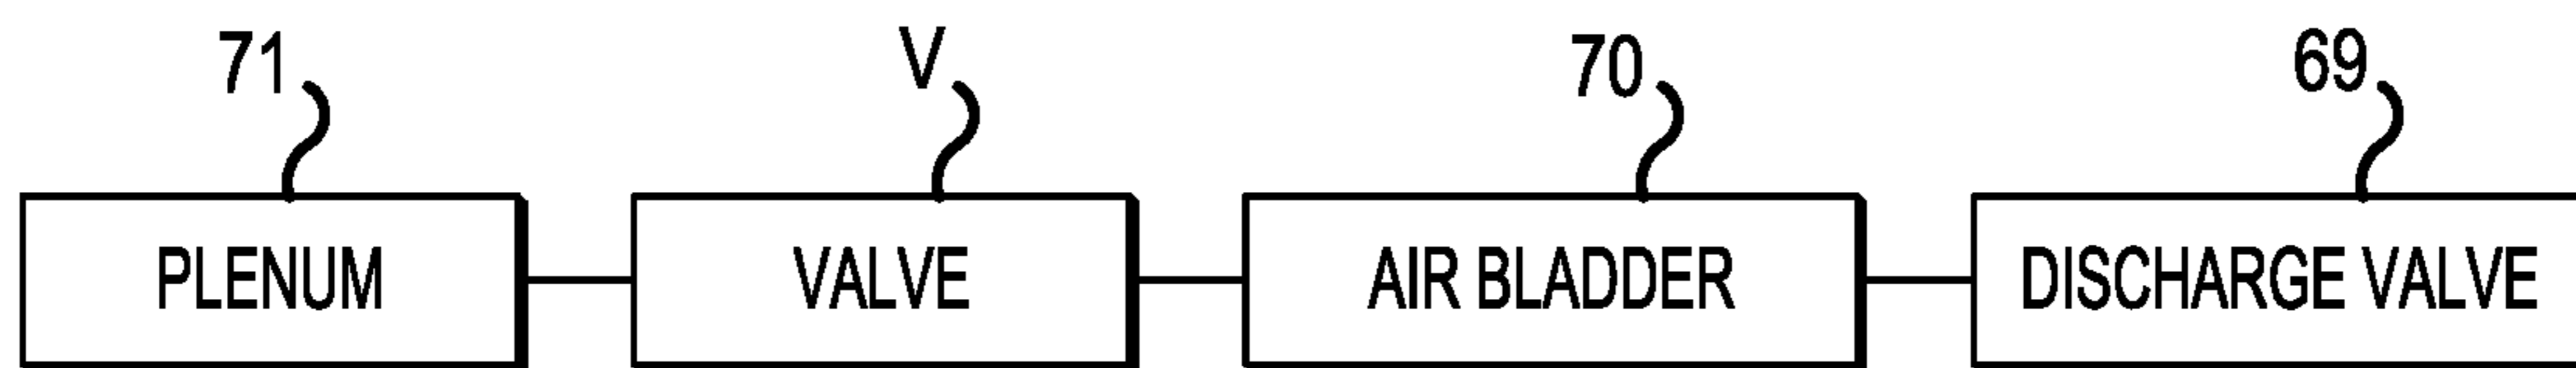 71 V 70 69
PLENUM VALVE AIR BLADDER DISCHARGE VALVE